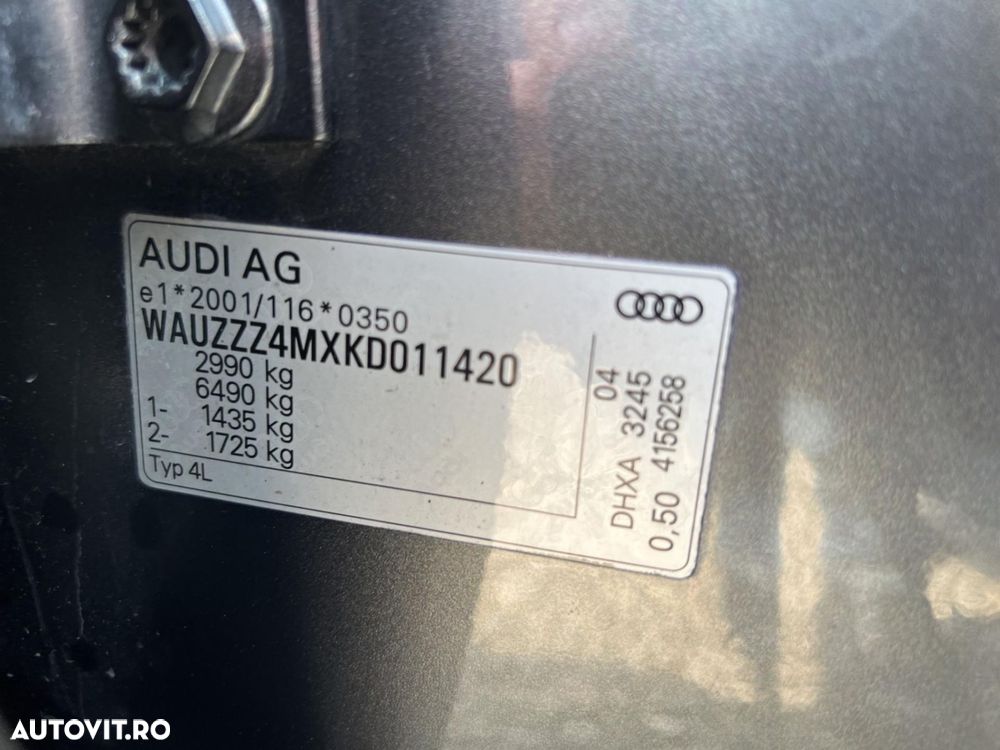 AUDI AG
e1*2001/116*0350
WAUZZZ4MXKD011420
2990 kg
6490 kg
1- 1435 kg
2- 1725 kg
Typ 4L
04
DHXA 3245
0,50 4156258
AUTOVIT.RO